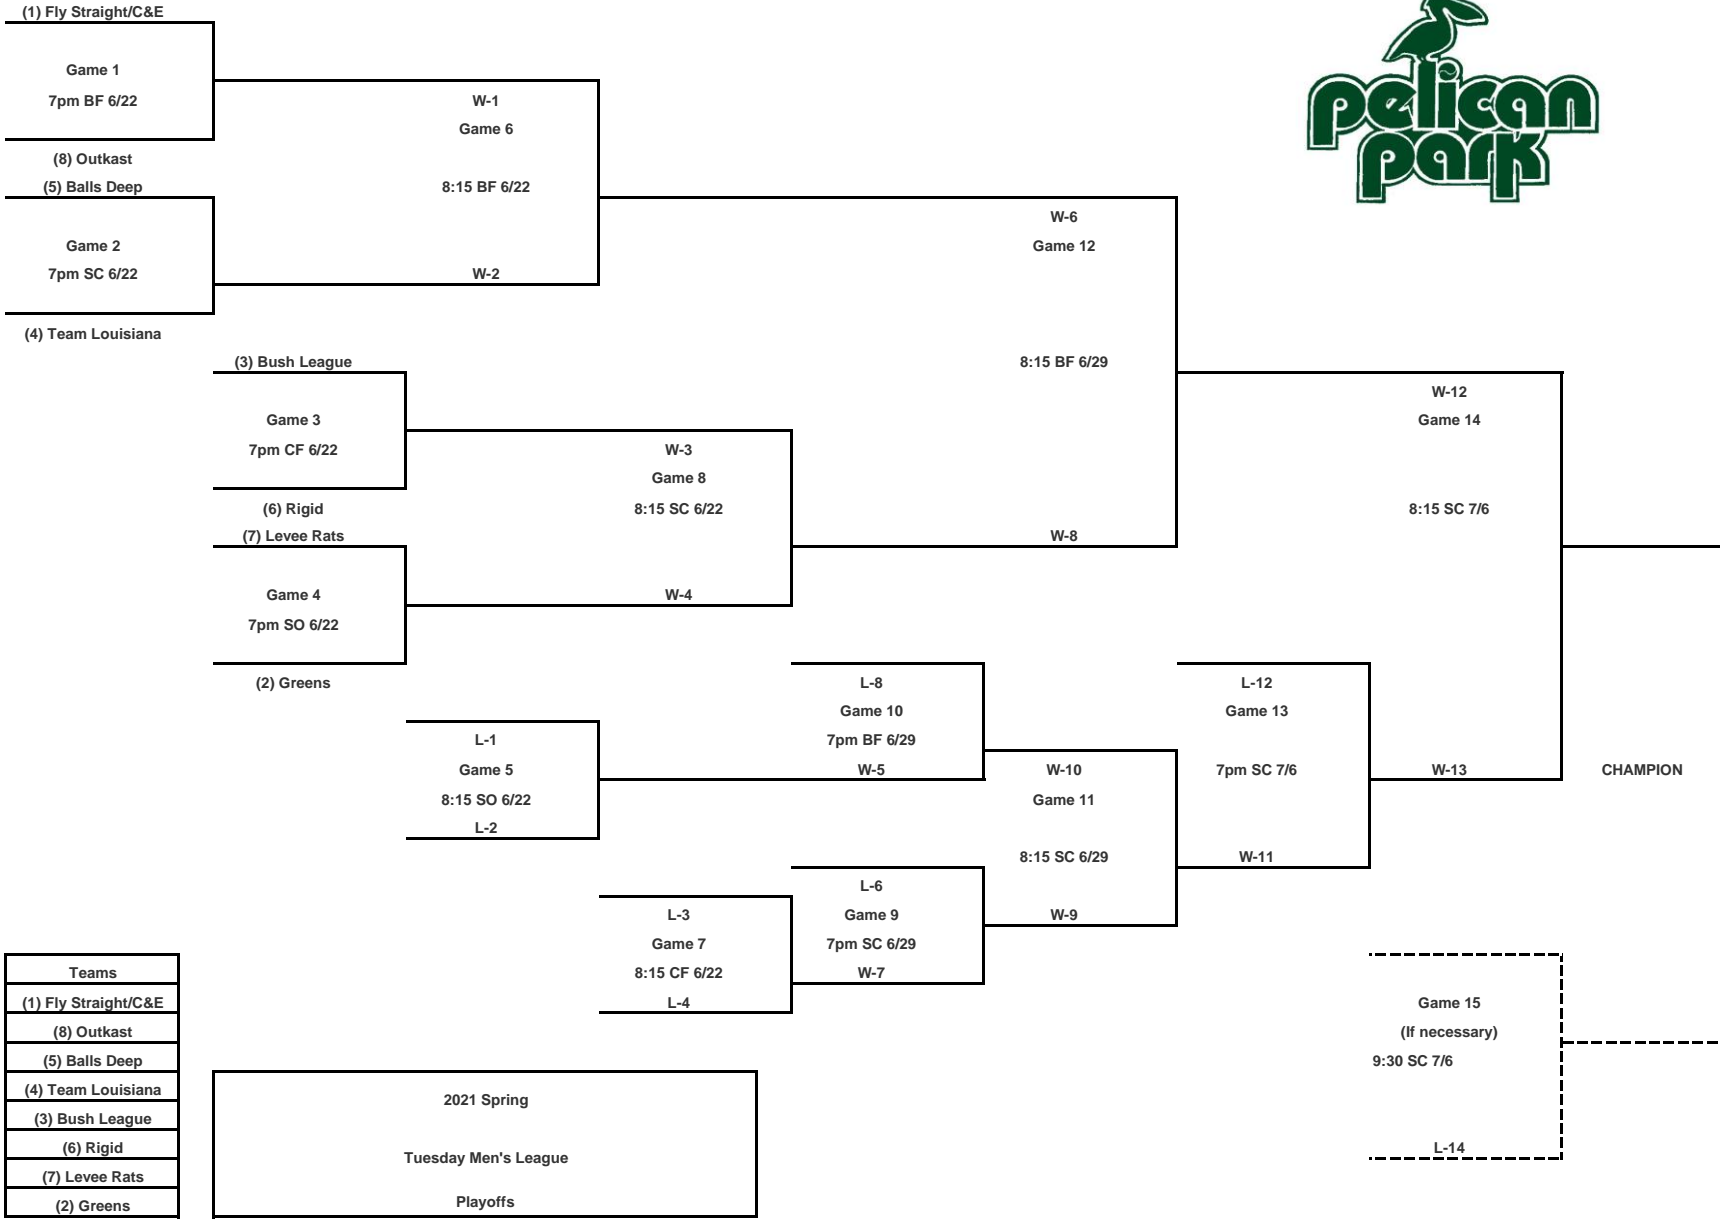 (1) Fly Straight/C&E
Game 1
7pm BF 6/22
(8) Outkast
(5) Balls Deep
Game 2
7pm SC 6/22
(4) Team Louisiana
W-1
Game 6
8:15 BF 6/22
W-2
(3) Bush League
Game 3
7pm CF 6/22
(6) Rigid
(7) Levee Rats
Game 4
7pm SO 6/22
(2) Greens
W-3
Game 8
8:15 SC 6/22
W-4
W-6
Game 12
8:15 BF 6/29
W-8
pelican
park
W-12
Game 14
8:15 SC 7/6
W-13
CHAMPION
L-1
Game 5
8:15 SO 6/22
L-2
L-8
Game 10
7pm BF 6/29
W-5
L-3
Game 7
8:15 CF 6/22
L-4
L-6
Game 9
7pm SC 6/29
W-7
W-10
Game 11
8:15 SC 6/29
W-9
L-12
Game 13
7pm SC 7/6
W-11
Game 15
(If necessary)
9:30 SC 7/6
L-14
Teams
(1) Fly Straight/C&E
(8) Outkast
(5) Balls Deep
(4) Team Louisiana
(3) Bush League
(6) Rigid
(7) Levee Rats
(2) Greens
2021 Spring
Tuesday Men's League
Playoffs